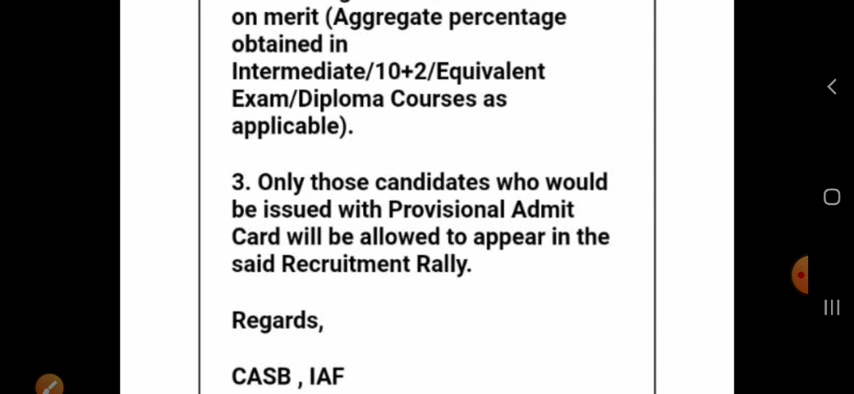 on merit (Aggregate percentage
obtained in
Intermediate/10+2/Equivalent
Exam/Diploma Courses as
applicable).
3. Only those candidates who would
be issued with Provisional Admit
Card will be allowed to appear in the
said Recruitment Rally.
Regards,
CASB , IAF